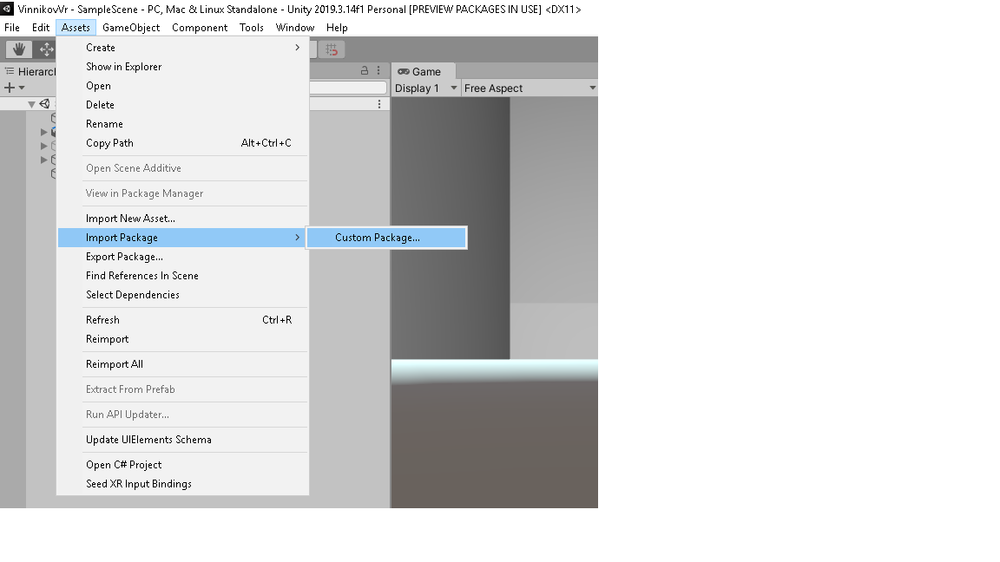 VinnikovVr - SampleScene - PC, Mac & Linux Standalone - Unity 2019.3.14f1 Personal [PREVIEW PACKAGES IN USE] <DX11>
File Edit Assets GameObject Component Tools Window Help
Create
Show in Explorer
Open
Delete
Rename
Copy Path Alt+Ctrl+C
Open Scene Additive
View in Package Manager
Import New Asset...
Import Package Custom Package...
Export Package...
Find References In Scene
Select Dependencies
Refresh Ctrl+R
Reimport
Reimport All
Extract From Prefab
Run API Updater...
Update UIElements Schema
Open C# Project
Seed XR Input Bindings
Hierarc
Game
Display 1 Free Aspect